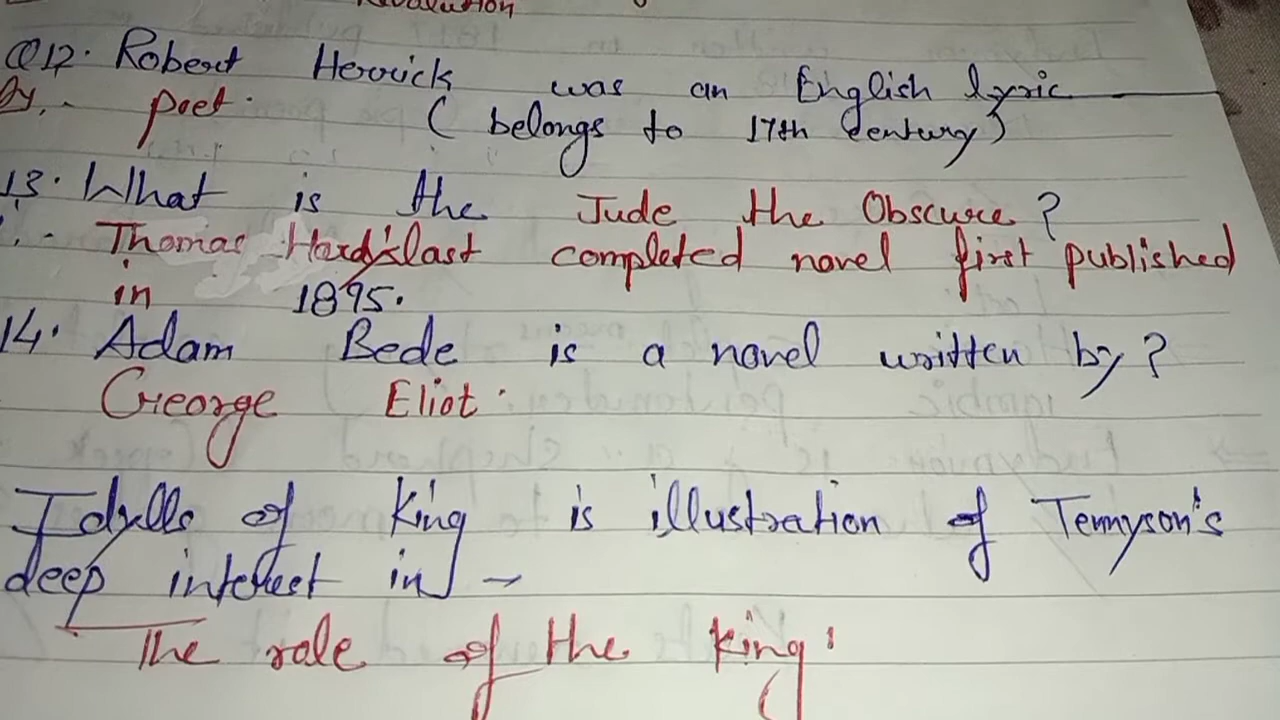 Revolution
Q12. Robert Herrick was an English lyric
poet. (belongs to 17th Century)
13. What is the Jude the Obscure?
Thomas Hardy's last completed novel first published
in 1895.
14. Adam Bede is a novel written by?
George Eliot.
Idylls of King is illustration of Tennyson's
deep interest in →
The role of the King.